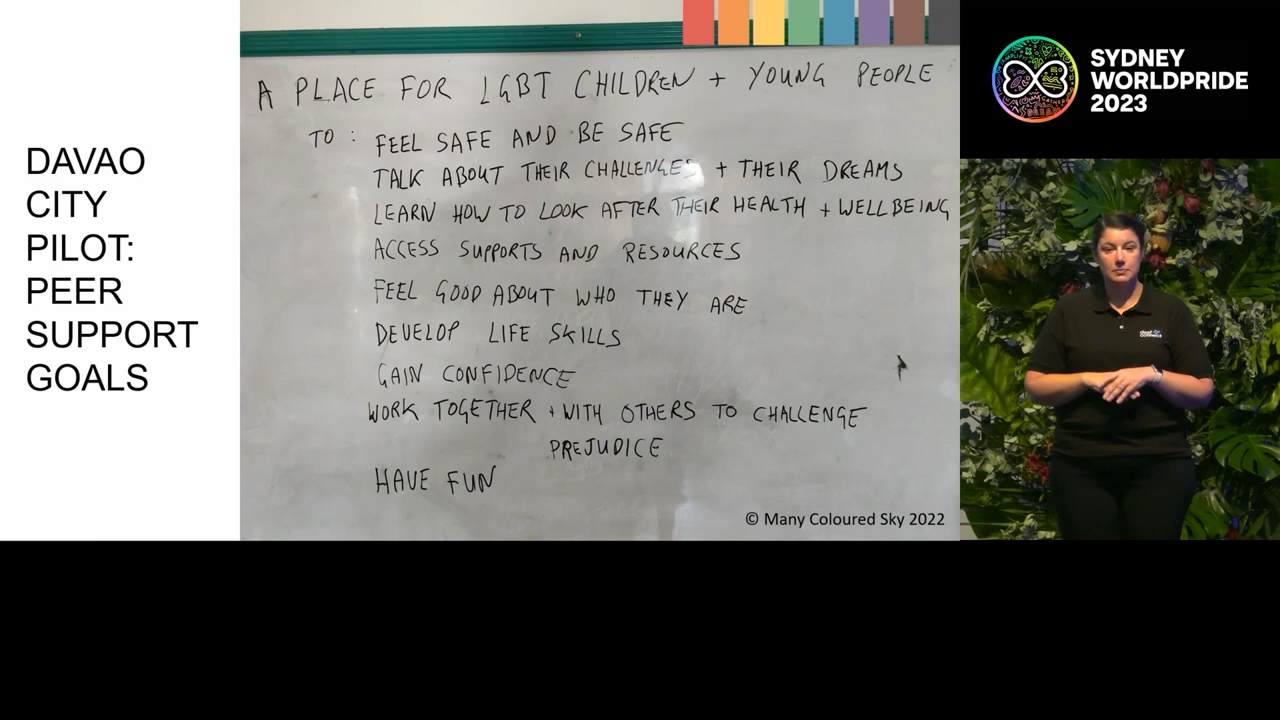 DAVAO
CITY
PILOT:
PEER
SUPPORT
GOALS
A PLACE FOR LGBT CHILDREN + YOUNG PEOPLE
TO: FEEL SAFE AND BE SAFE
TALK ABOUT THEIR CHALLENGES + THEIR DREAMS
LEARN HOW TO LOOK AFTER THEIR HEALTH + WELLBEING
ACCESS SUPPORTS AND RESOURCES
FEEL GOOD ABOUT WHO THEY ARE
DEVELOP LIFE SKILLS
GAIN CONFIDENCE
WORK TOGETHER + WITH OTHERS TO CHALLENGE
PREJUDICE
HAVE FUN
© Many Coloured Sky 2022
SYDNEY
WORLDPRIDE
2023
deaf
connect